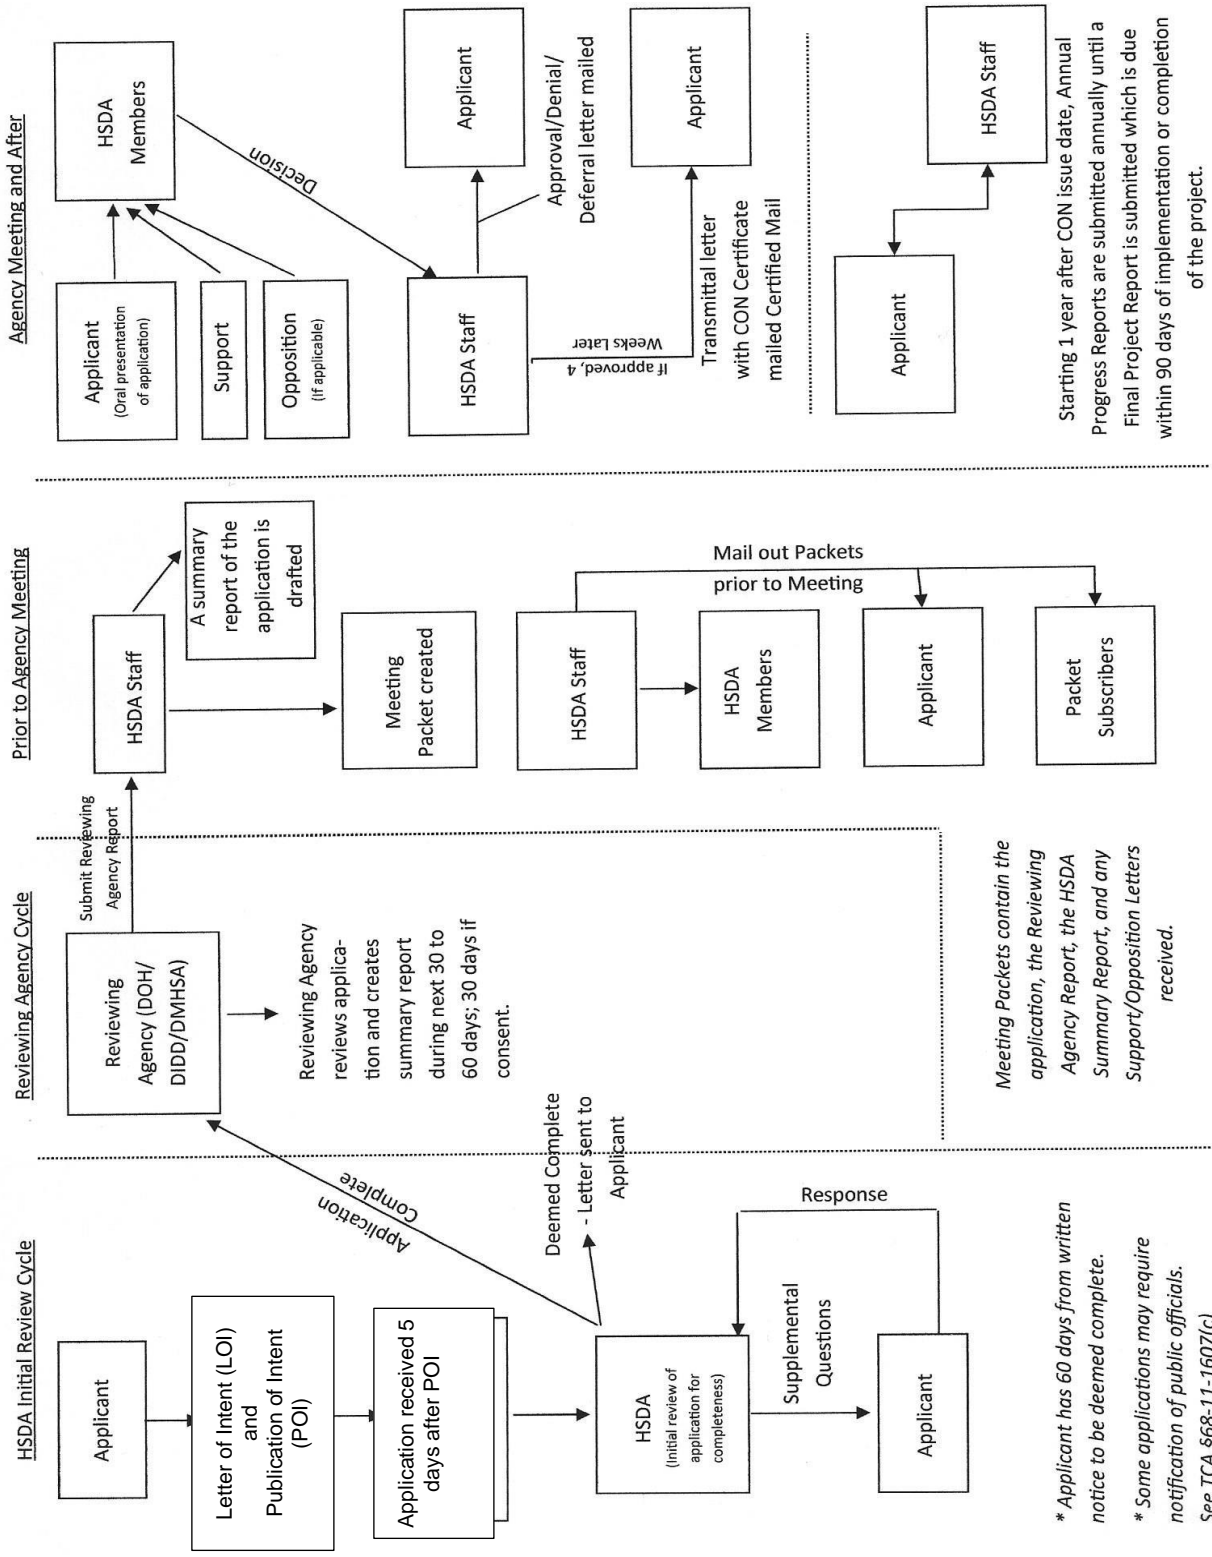 HSDA Initial Review Cycle
Applicant
Letter of Intent (LOI)
and
Publication of Intent
(POI)
Application received 5
days after POI
HSDA
(Initial review of
application for
completeness)
Supplemental
Questions
Response
Applicant
Deemed Complete
- Letter sent to
Applicant
Application
Complete
* Applicant has 60 days from written
notice to be deemed complete.
* Some applications may require
notification of public officials.
Reviewing Agency Cycle
Reviewing
Agency (DOH/
DIDD/DMHSA)
Submit Reviewing
Agency Report
Reviewing Agency
reviews applica-
tion and creates
summary report
during next 30 to
60 days; 30 days if
consent.
Meeting Packets contain the
application, the Reviewing
Agency Report, the HSDA
Summary Report, and any
Support/Opposition Letters
received.
Prior to Agency Meeting
HSDA Staff
A summary
report of the
application is
drafted
Meeting
Packet created
HSDA Staff
Mail out Packets
prior to Meeting
HSDA
Members
Applicant
Packet
Subscribers
Agency Meeting and After
Applicant
(Oral presentation
of application)
Support
Opposition
(If applicable)
HSDA
Members
Decision
HSDA Staff
Applicant
Approval/Denial/
Deferral letter mailed
If approved, 4
Weeks Later
Applicant
Transmittal letter
with CON Certificate
mailed Certified Mail
Applicant
HSDA Staff
Starting 1 year after CON issue date, Annual
Progress Reports are submitted annually until a
Final Project Report is submitted which is due
within 90 days of implementation or completion
of the project.